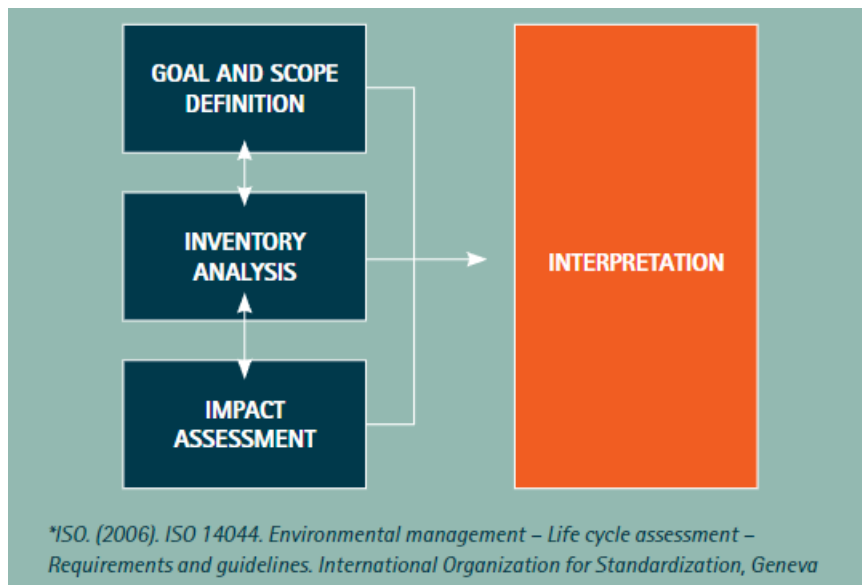 GOAL AND SCOPE
DEFINITION
INVENTORY
ANALYSIS
IMPACT
ASSESSMENT
INTERPRETATION
*ISO. (2006). ISO 14044. Environmental management – Life cycle assessment –
Requirements and guidelines. International Organization for Standardization, Geneva